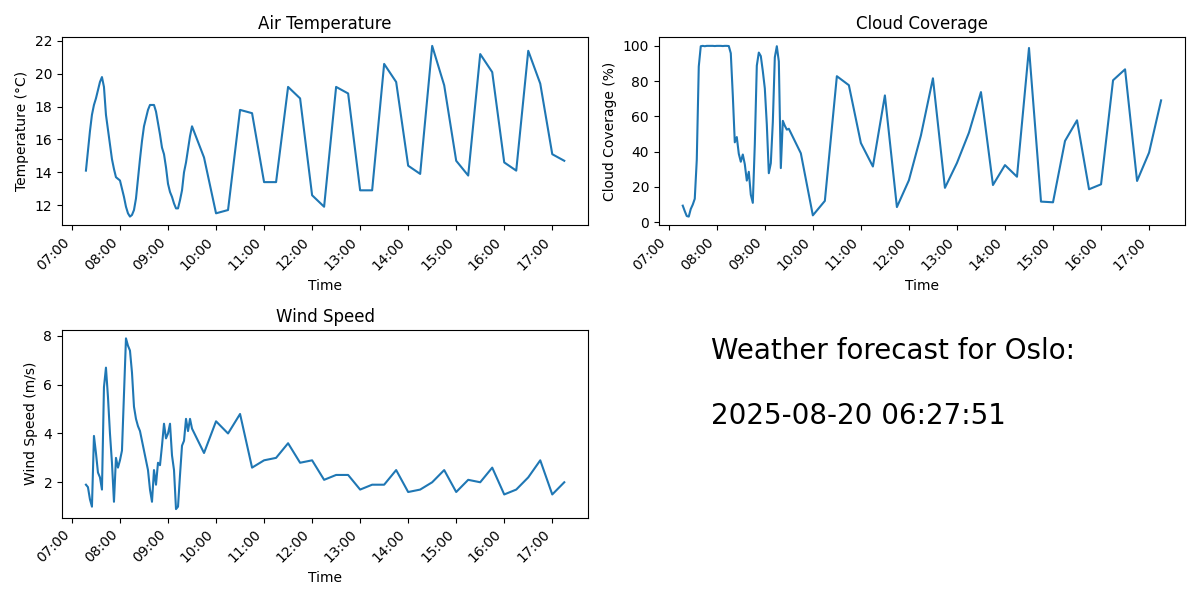 Air Temperature
Temperature (°C)
22
20
18
16
14
12
07:00 08:00 09:00 10:00 11:00 12:00 13:00 14:00 15:00 16:00 17:00
Time
Cloud Coverage
Cloud Coverage (%)
100
80
60
40
20
0
07:00 08:00 09:00 10:00 11:00 12:00 13:00 14:00 15:00 16:00 17:00
Time
Wind Speed
Wind Speed (m/s)
8
6
4
2
07:00 08:00 09:00 10:00 11:00 12:00 13:00 14:00 15:00 16:00 17:00
Time
Weather forecast for Oslo:
2025-08-20 06:27:51